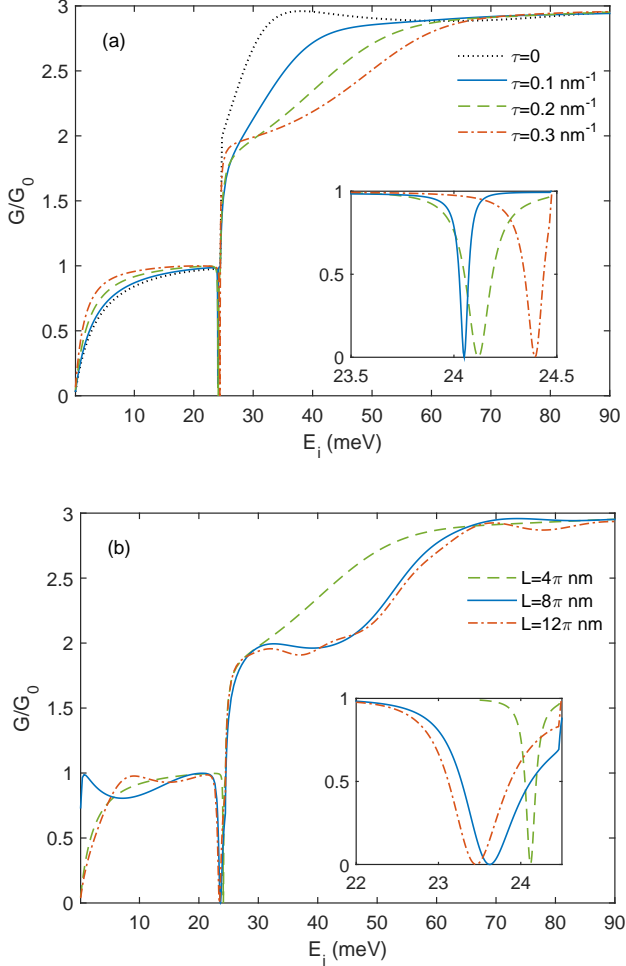 3
(a)
2.5
τ=0
τ=0.1 nm⁻¹
2
τ=0.2 nm⁻¹
τ=0.3 nm⁻¹
G/G₀
1.5
1
1
0.5
0.5
0
23.5 24 24.5
0
10 20 30 40 50 60 70 80 90
Eᵢ (meV)
3
(b)
2.5
L=4π nm
L=8π nm
2
L=12π nm
G/G₀
1.5
1
1
0.5
0.5
0
22 23 24
0
10 20 30 40 50 60 70 80 90
Eᵢ (meV)